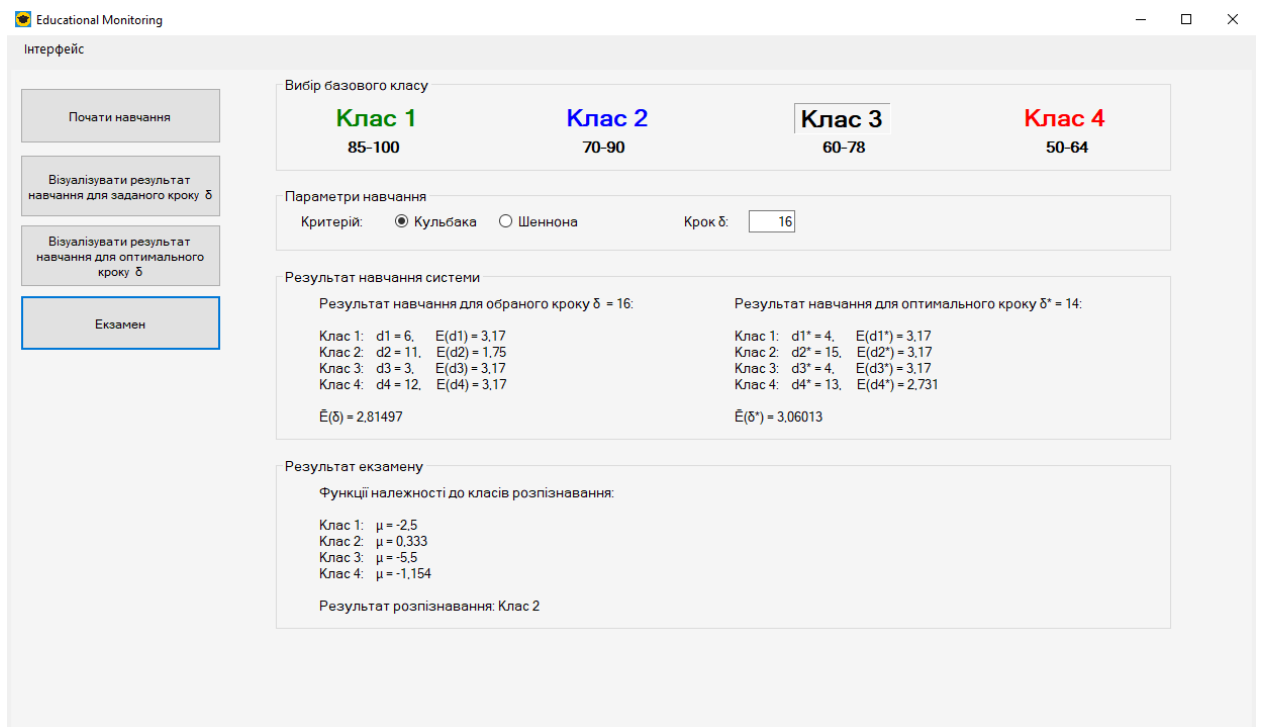 Educational Monitoring
Інтерфейс
Почати навчання
Візуалізувати результат
навчання для заданого кроку δ
Візуалізувати результат
навчання для оптимального
кроку δ
Екзамен
Вибір базового класу
Клас 1 Клас 2 Клас 3 Клас 4
85-100 70-90 60-78 50-64
Параметри навчання
Критерій: Кульбака Шеннона Крок δ: 16
Результат навчання системи
Результат навчання для обраного кроку δ = 16:
Клас 1: d1 = 6, E(d1) = 3,17
Клас 2: d2 = 11, E(d2) = 1,75
Клас 3: d3 = 3, E(d3) = 3,17
Клас 4: d4 = 12, E(d4) = 3,17
Ē(δ) = 2,81497
Результат навчання для оптимального кроку δ* = 14:
Клас 1: d1* = 4, E(d1*) = 3,17
Клас 2: d2* = 15, E(d2*) = 3,17
Клас 3: d3* = 4, E(d3*) = 3,17
Клас 4: d4* = 13, E(d4*) = 2,731
Ē(δ*) = 3,06013
Результат екзамену
Функції належності до класів розпізнавання:
Клас 1: μ = -2,5
Клас 2: μ = 0,333
Клас 3: μ = -5,5
Клас 4: μ = -1,154
Результат розпізнавання: Клас 2